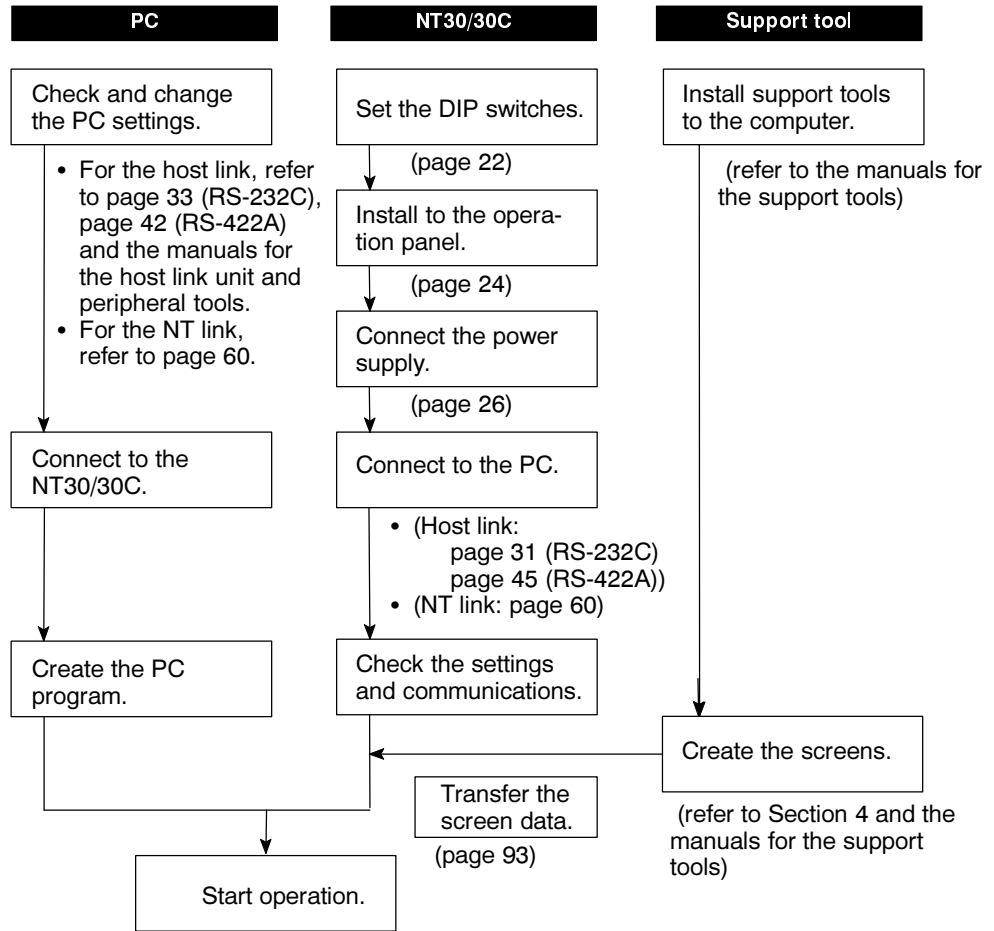 PC
NT30/30C
Support tool
Check and change
the PC settings.
• For the host link, refer
to page 33 (RS-232C),
page 42 (RS-422A)
and the manuals for
the host link unit and
peripheral tools.
• For the NT link,
refer to page 60.
Connect to the
NT30/30C.
Create the PC
program.
Set the DIP switches.
(page 22)
Install to the opera-
tion panel.
(page 24)
Connect the power
supply.
(page 26)
Connect to the PC.
• (Host link:
page 31 (RS-232C)
page 45 (RS-422A))
• (NT link: page 60)
Check the settings
and communications.
Install support tools
to the computer.
(refer to the manuals for
the support tools)
Create the screens.
(refer to Section 4 and the
manuals for the support
tools)
Transfer the
screen data.
(page 93)
Start operation.